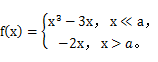 f(x) = { x³ − 3x, x ≪ a,
−2x, x > a。